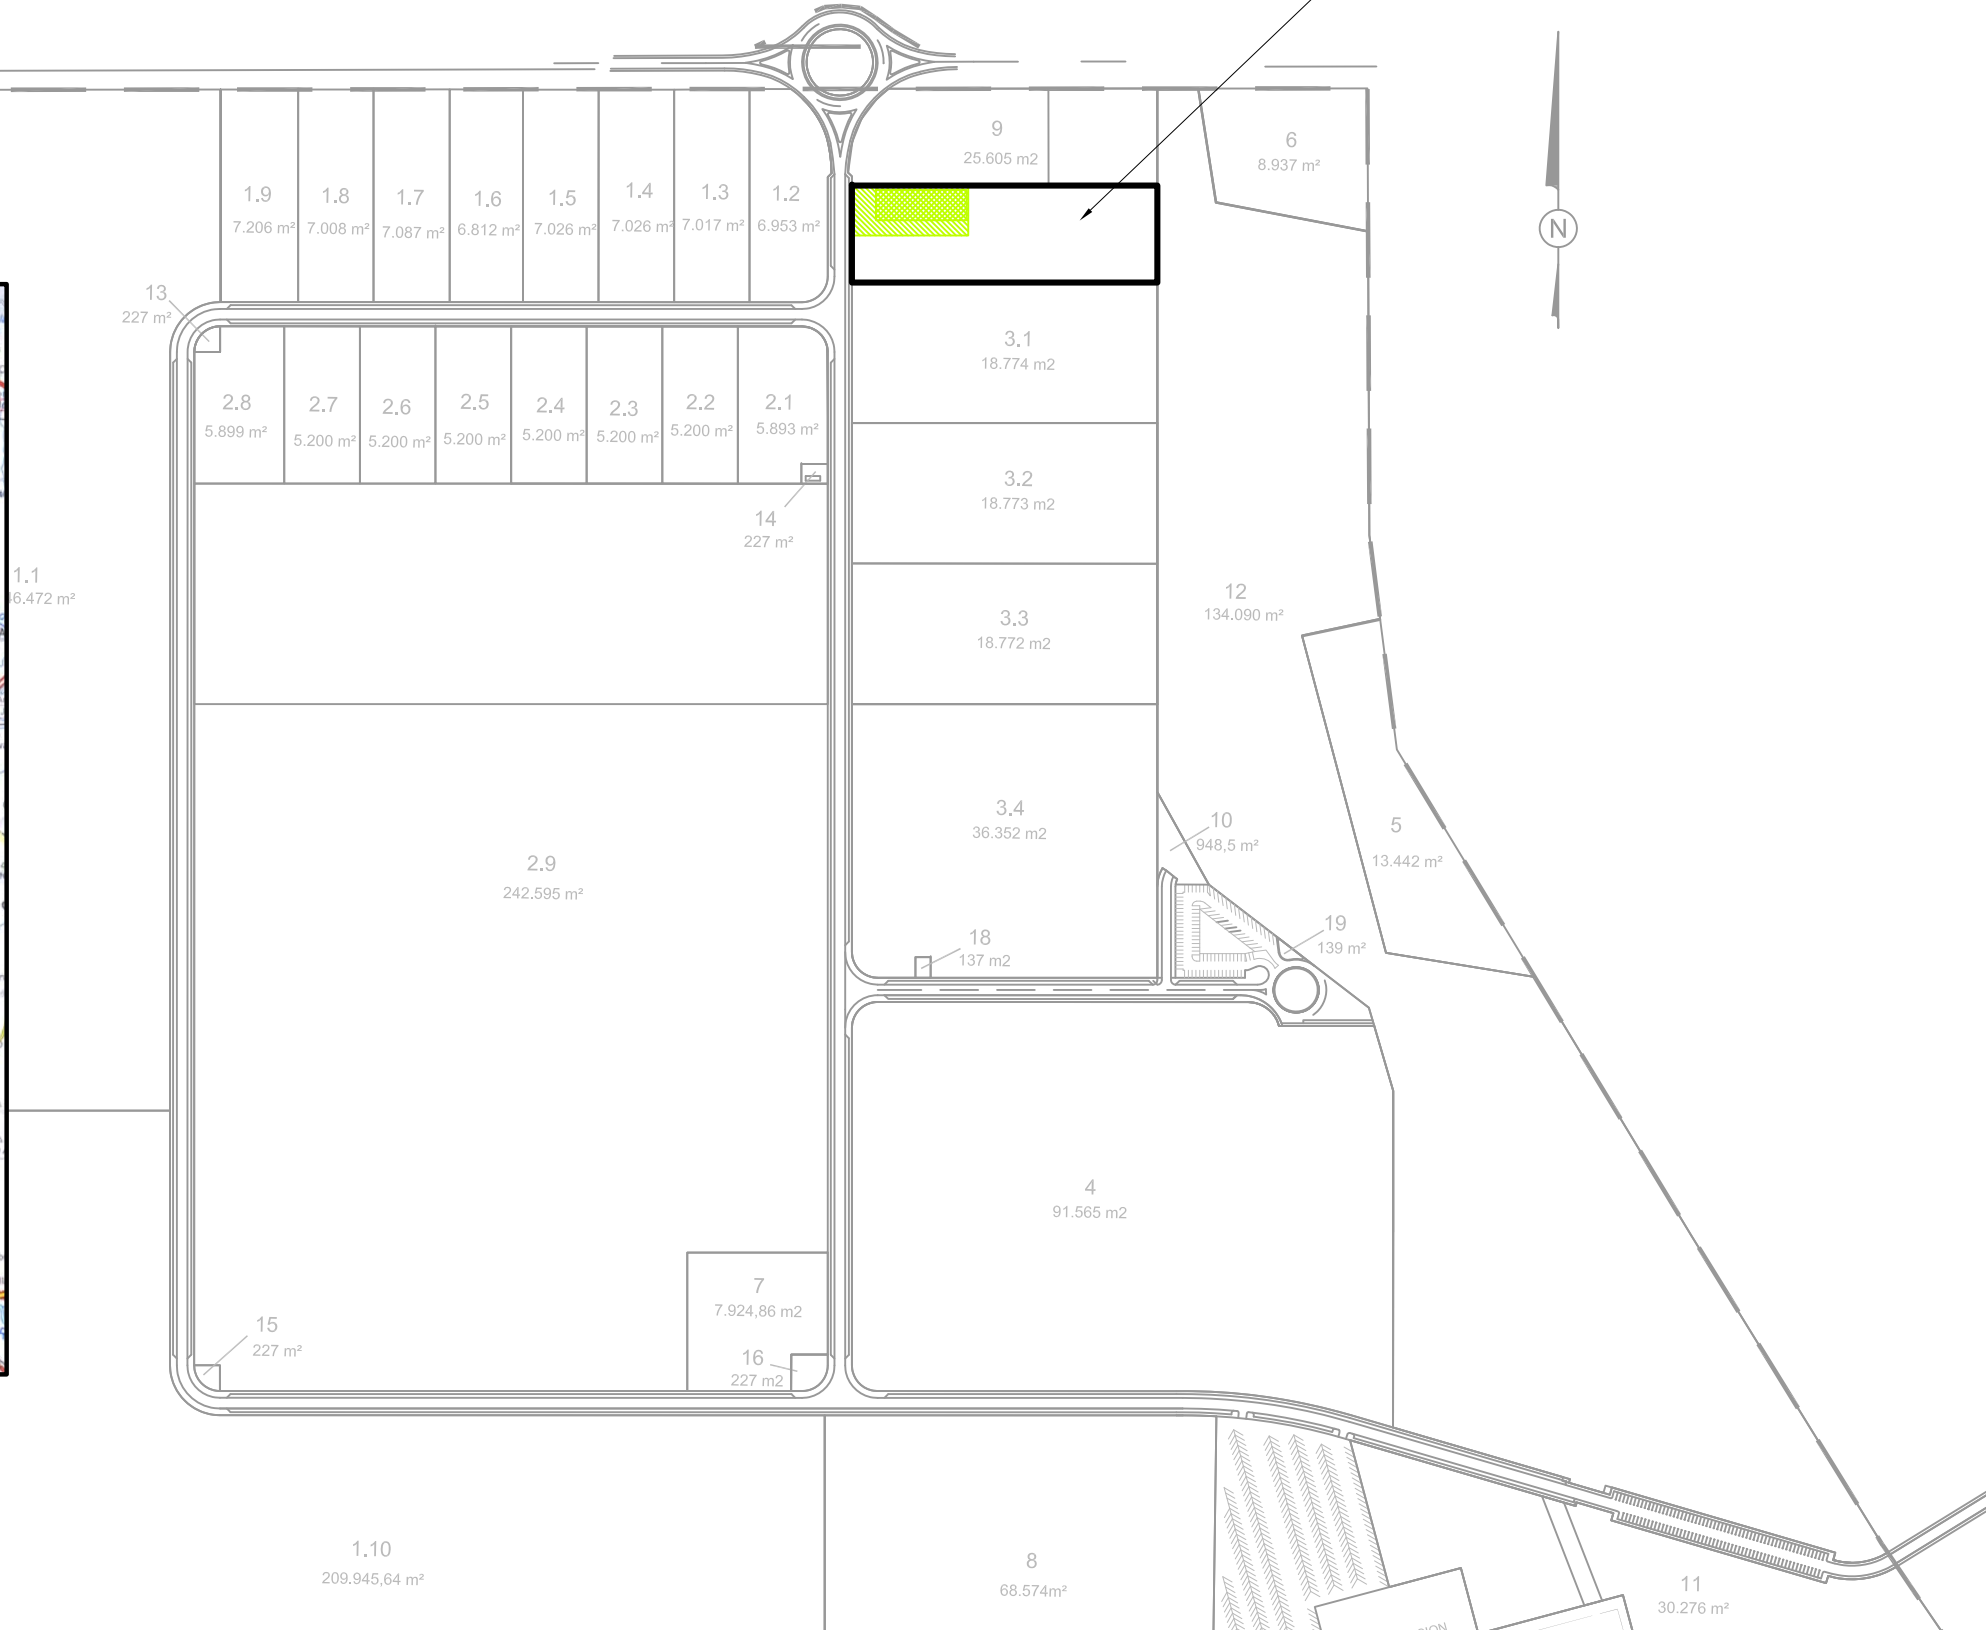 9
25.605 m2
6
8.937 m²
1.9
7.206 m²
1.8
7.008 m²
1.7
7.087 m²
1.6
6.812 m²
1.5
7.026 m²
1.4
7.026 m²
1.3
7.017 m²
1.2
6.953 m²
N
13
227 m²
3.1
18.774 m2
2.8
5.899 m²
2.7
5.200 m²
2.6
5.200 m²
2.5
5.200 m²
2.4
5.200 m²
2.3
5.200 m²
2.2
5.200 m²
2.1
5.893 m²
3.2
18.773 m2
14
227 m²
1.1
6.472 m²
12
134.090 m²
3.3
18.772 m2
3.4
36.352 m2
10
948,5 m²
5
13.442 m²
2.9
242.595 m²
19
139 m²
18
137 m2
4
91.565 m2
7
7.924,86 m2
15
227 m²
16
227 m2
1.10
209.945,64 m²
8
68.574m²
11
30.276 m²